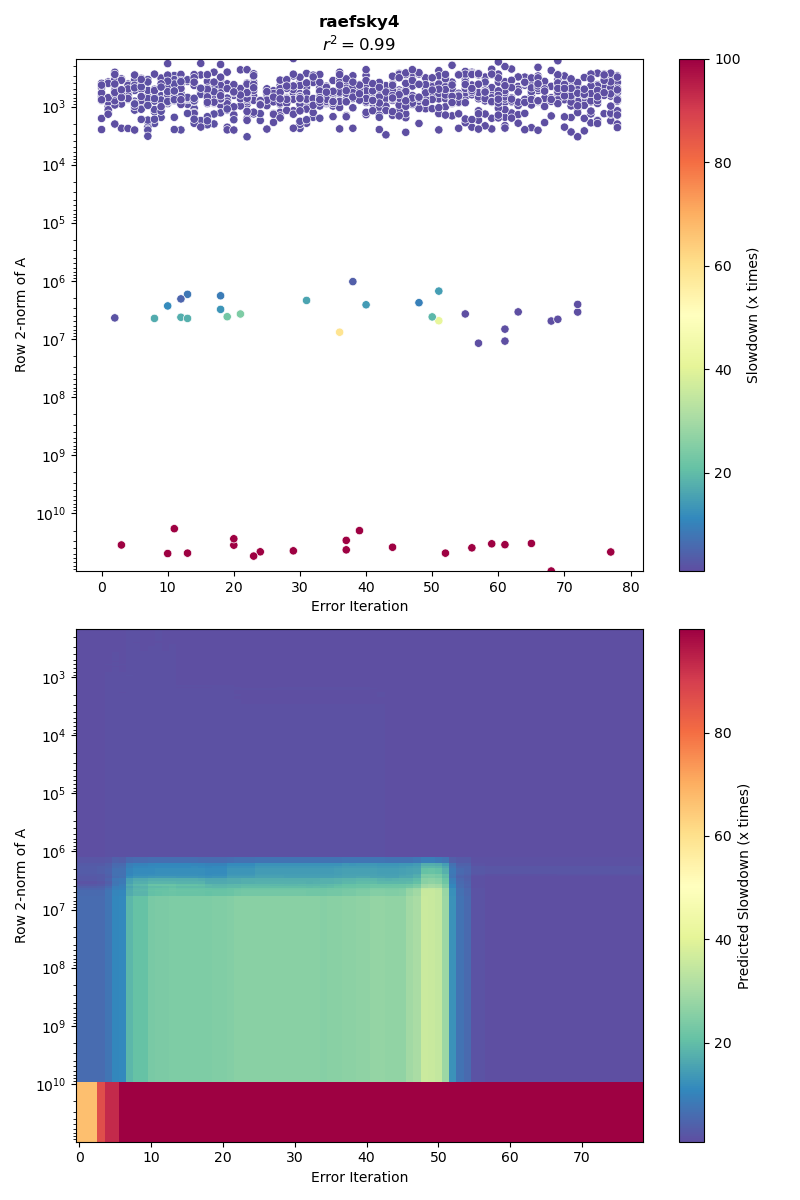 raefsky4
r² = 0.99
10³
10⁴
10⁵
10⁶
10⁷
10⁸
10⁹
10¹⁰
Row 2-norm of A
0 10 20 30 40 50 60 70 80
Error Iteration
100
80
60
40
20
Slowdown (x times)
10³
10⁴
10⁵
10⁶
10⁷
10⁸
10⁹
10¹⁰
Row 2-norm of A
0 10 20 30 40 50 60 70
Error Iteration
80
60
40
20
Predicted Slowdown (x times)